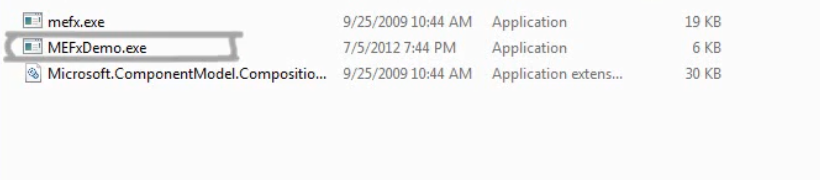 mefx.exe 9/25/2009 10:44 AM Application 19 KB
MEFxDemo.exe 7/5/2012 7:44 PM Application 6 KB
Microsoft.ComponentModel.Compositio... 9/25/2009 10:44 AM Application extens... 30 KB